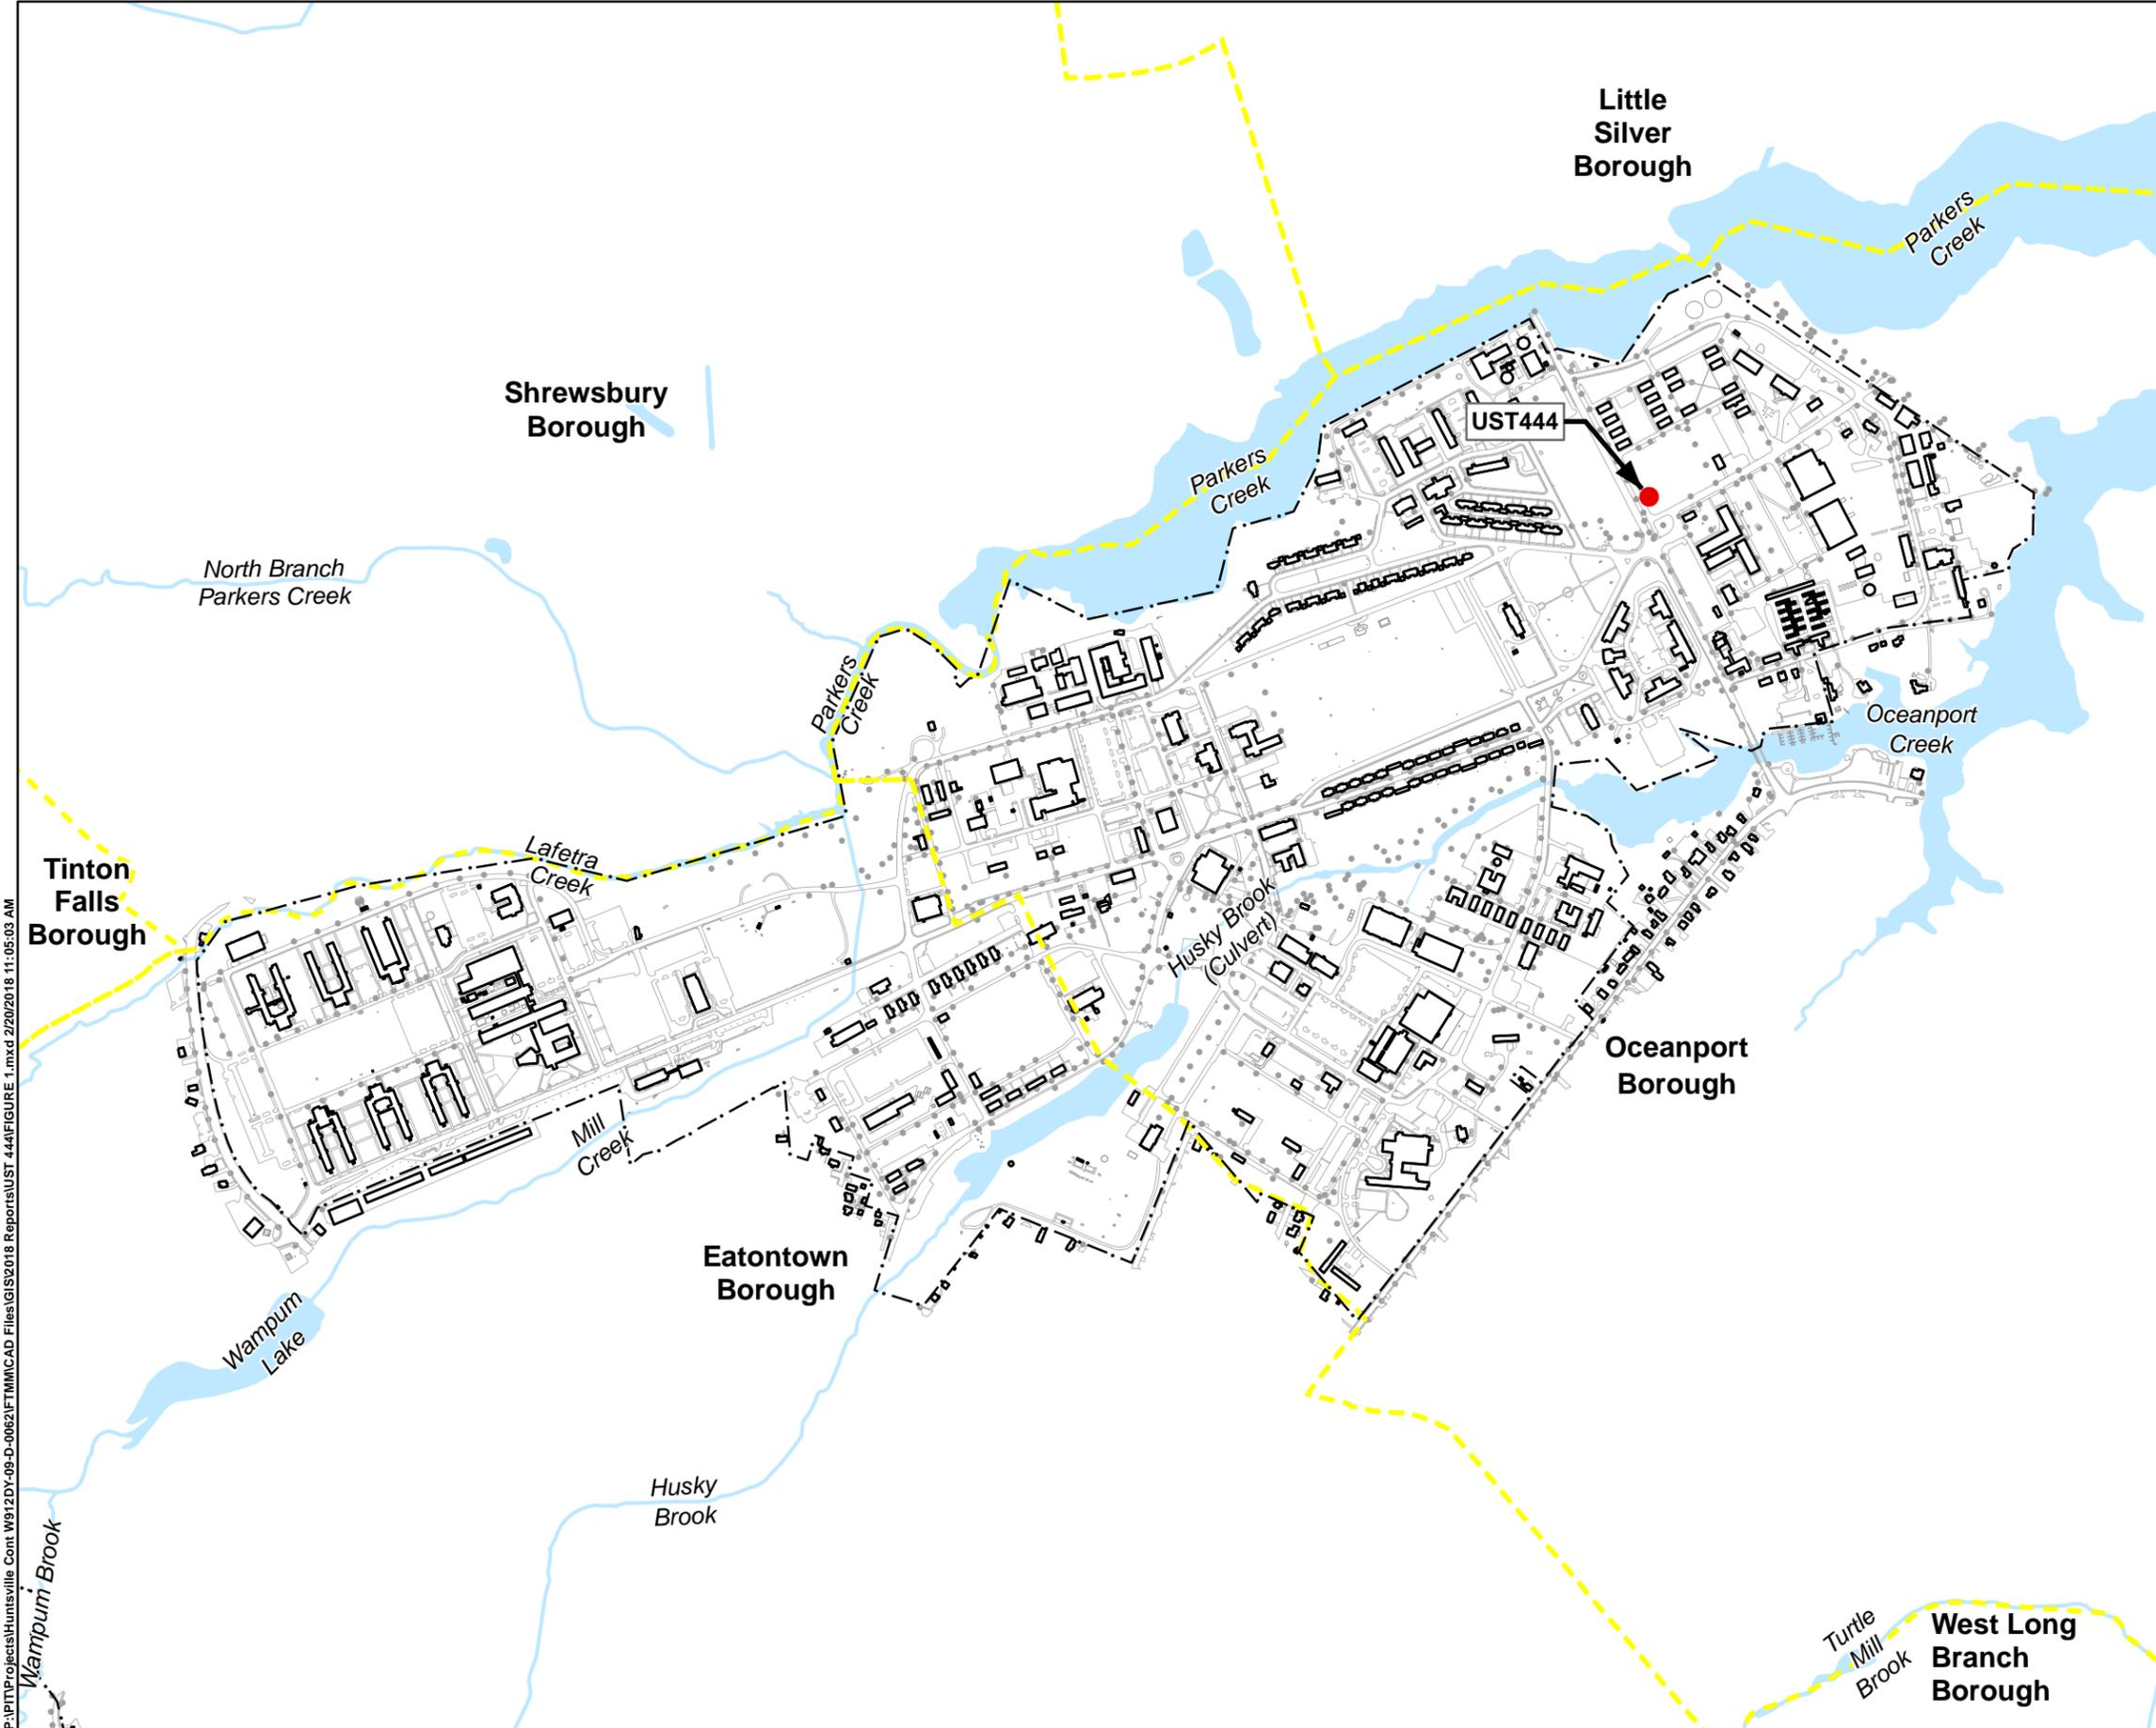 Little
Silver
Borough
Parkers
Creek
Shrewsbury
Borough
UST444
Parkers
Creek
North Branch
Parkers Creek
Parkers
Creek
Oceanport
Creek
Lafetra
Creek
Tinton
Falls
Borough
Husky Brook
(Culvert)
Oceanport
Borough
Mill
Creek
Eatontown
Borough
Wampum
Lake
Husky
Brook
Wampum Brook
Turtle
Mill
Brook
West Long
Branch
Borough
P:\PIT\Projects\Huntsville Cont W912DY-09-D-0062\FTMM\CAD Files\GIS\2018 Reports\UST 444\FIGURE 1.mxd 2/20/2018 11:05:03 AM